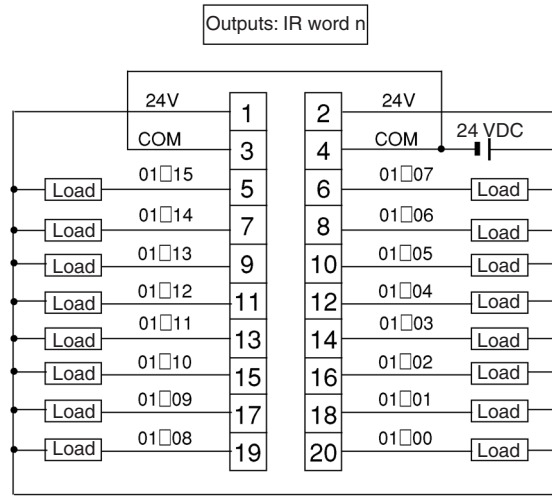 Outputs: IR word n
24V 1 2 24V
COM 3 4 COM 24 VDC
Load 01□15 5 6 01□07 Load
Load 01□14 7 8 01□06 Load
Load 01□13 9 10 01□05 Load
Load 01□12 11 12 01□04 Load
Load 01□11 13 14 01□03 Load
Load 01□10 15 16 01□02 Load
Load 01□09 17 18 01□01 Load
Load 01□08 19 20 01□00 Load